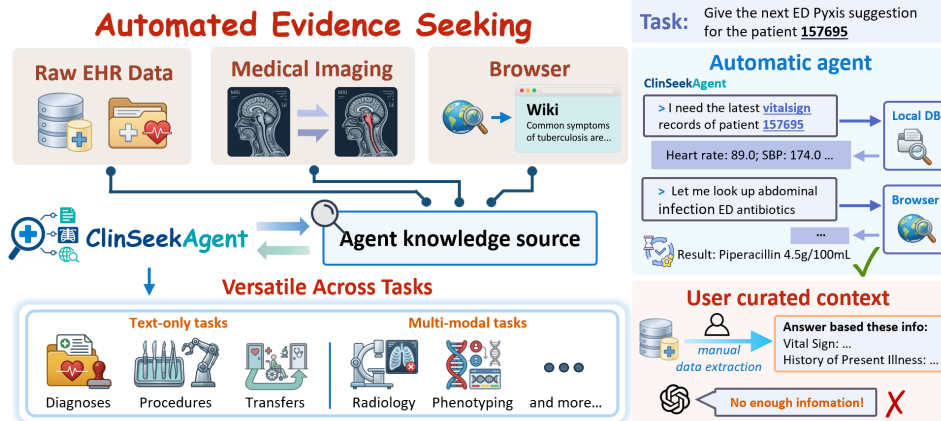 Automated Evidence Seeking
Raw EHR Data
Medical Imaging
MRI
MRI
Browser
Wiki
Common symptoms
of tuberculosis are...
ClinSeekAgent
Agent knowledge source
Versatile Across Tasks
Text-only tasks
Diagnoses
Procedures
Transfers
Multi-modal tasks
Radiology
Phenotyping
and more...
Task:
Give the next ED Pyxis suggestion
for the patient 157695
Automatic agent
ClinSeekAgent
> I need the latest vitalsign
records of patient 157695
Local DB
Heart rate: 89.0; SBP: 174.0 ...
> Let me look up abdominal
infection ED antibiotics
Browser
...
Result: Piperacillin 4.5g/100mL
User curated context
manual
data extraction
Answer based these info:
Vital Sign: ...
History of Present Illness: ...
No enough infomation!